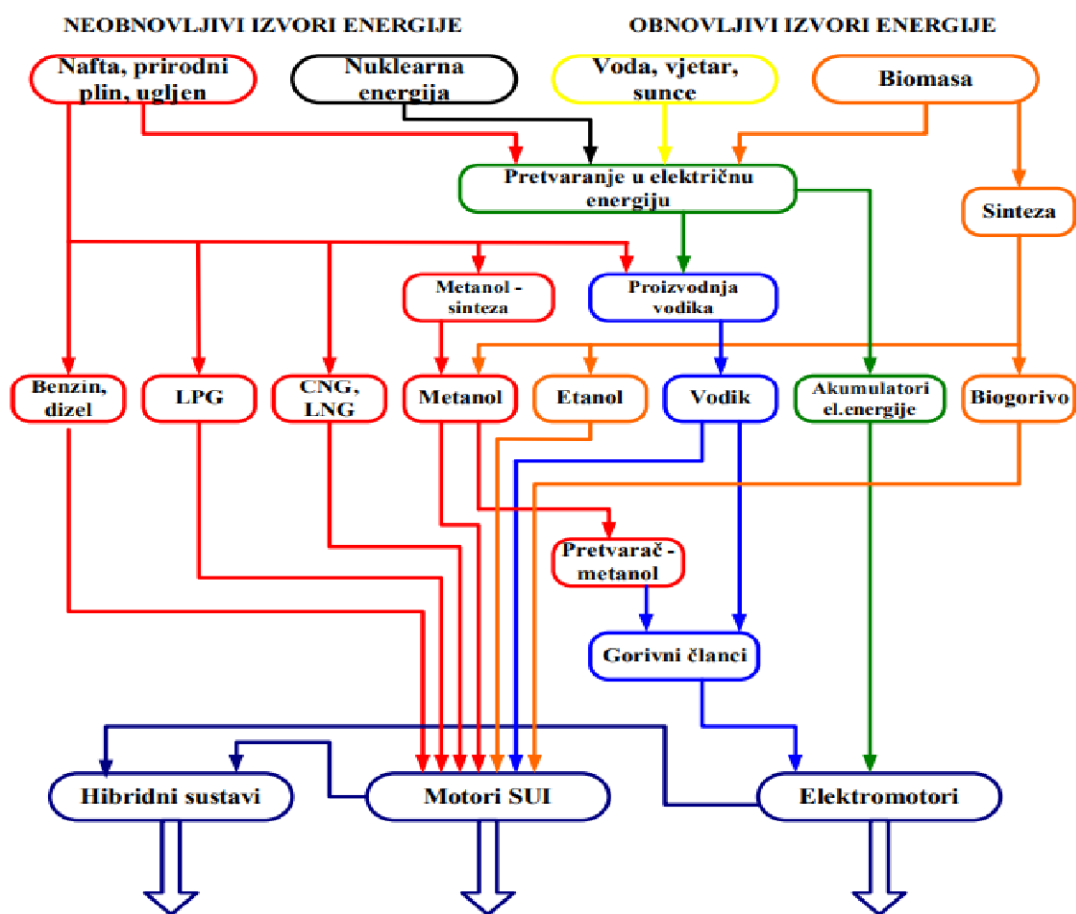 NEOBNOVLJIVI IZVORI ENERGIJE
OBNOVLJIVI IZVORI ENERGIJE
Nafta, prirodni
plin, ugljen
Nuklearna
energija
Voda, vjetar,
sunce
Biomasa
Pretvaranje u električnu
energiju
Sinteza
Metanol -
sinteza
Proizvodnja
vodika
Benzin,
dizel
LPG
CNG,
LNG
Metanol
Etanol
Vodik
Akumulatori
el.energije
Biogorivo
Pretvarač -
metanol
Gorivni članci
Hibridni sustavi
Motori SUI
Elektromotori